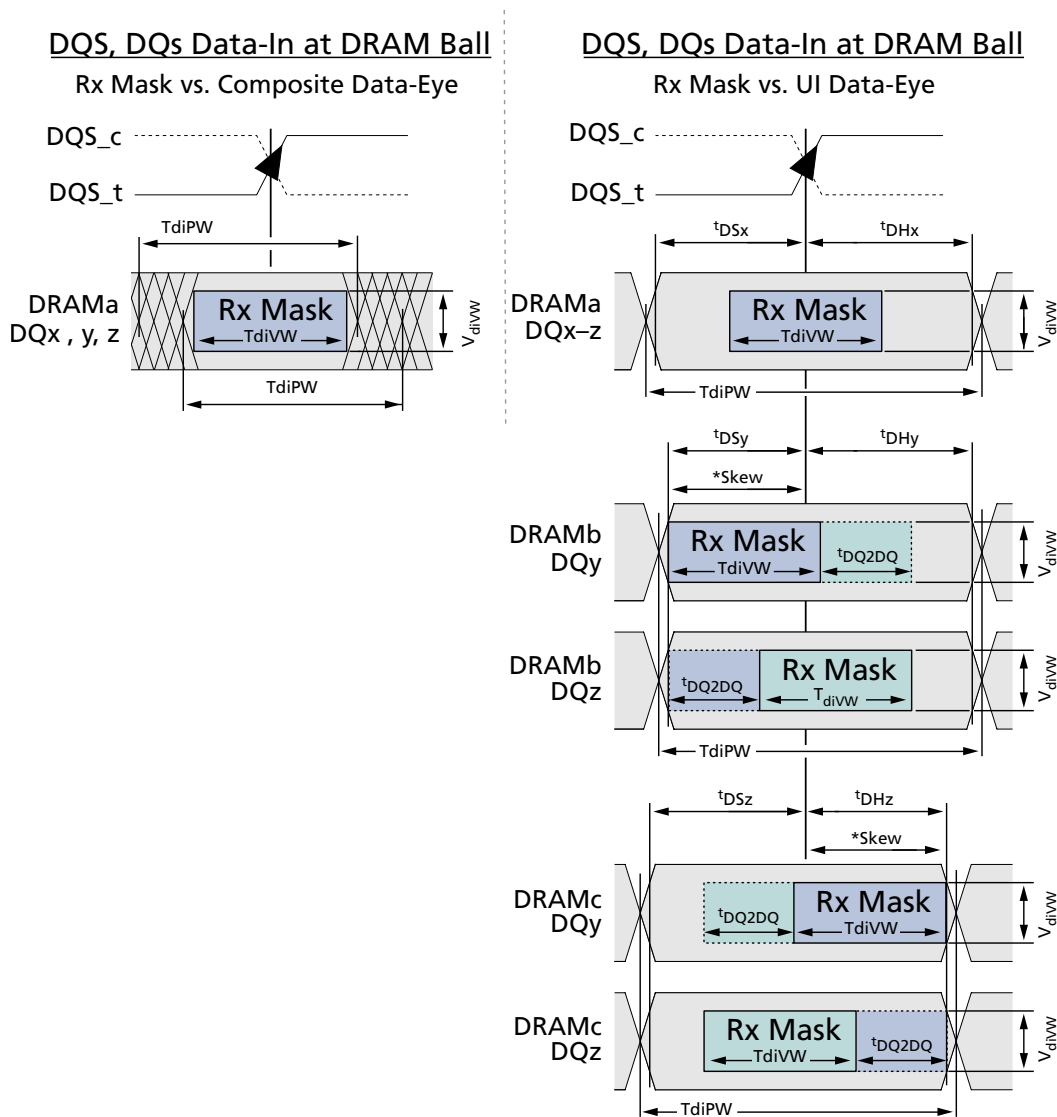 DQS, DQs Data-In at DRAM Ball
Rx Mask vs. Composite Data-Eye
DQS_c
DQS_t
TdiPW
DRAMa
DQx , y, z
Rx Mask
TdiVW
VdiVW
TdiPW
DQS, DQs Data-In at DRAM Ball
Rx Mask vs. UI Data-Eye
DQS_c
DQS_t
tDSx
tDHx
DRAMa
DQx–z
Rx Mask
TdiVW
VdiVW
TdiPW
tDSy
tDHy
*Skew
DRAMb
DQy
Rx Mask
TdiVW
tDQ2DQ
VdiVW
DRAMb
DQz
tDQ2DQ
Rx Mask
TdiVW
VdiVW
TdiPW
tDSz
tDHz
*Skew
DRAMc
DQy
tDQ2DQ
Rx Mask
TdiVW
VdiVW
DRAMc
DQz
Rx Mask
TdiVW
tDQ2DQ
VdiVW
TdiPW